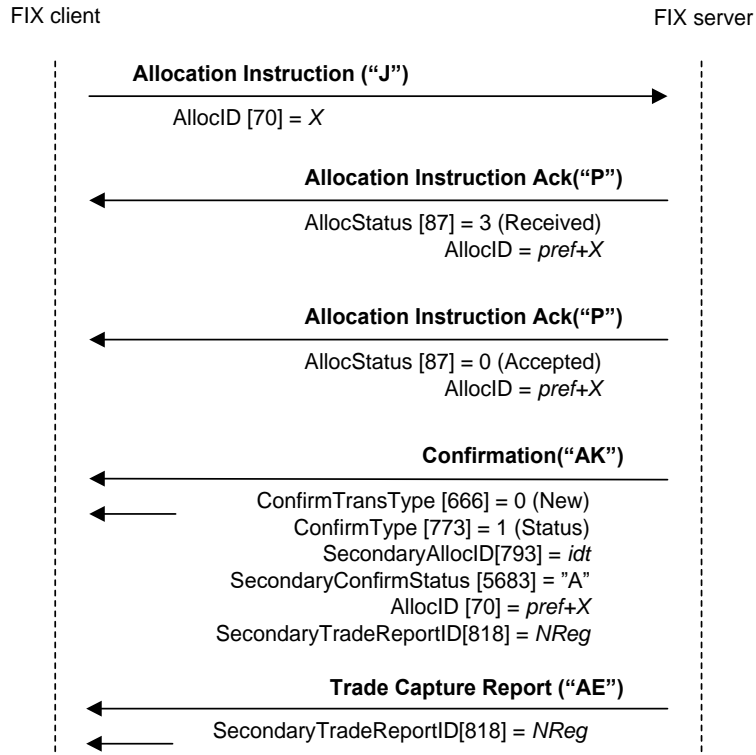 FIX client
FIX server
Allocation Instruction (“J”)
AllocID [70] = X
Allocation Instruction Ack(“P”)
AllocStatus [87] = 3 (Received)
AllocID = pref+X
Allocation Instruction Ack(“P”)
AllocStatus [87] = 0 (Accepted)
AllocID = pref+X
Confirmation(“AK”)
ConfirmTransType [666] = 0 (New)
ConfirmType [773] = 1 (Status)
SecondaryAllocID[793] = idt
SecondaryConfirmStatus [5683] = ”A”
AllocID [70] = pref+X
SecondaryTradeReportID[818] = NReg
Trade Capture Report (“AE”)
SecondaryTradeReportID[818] = NReg